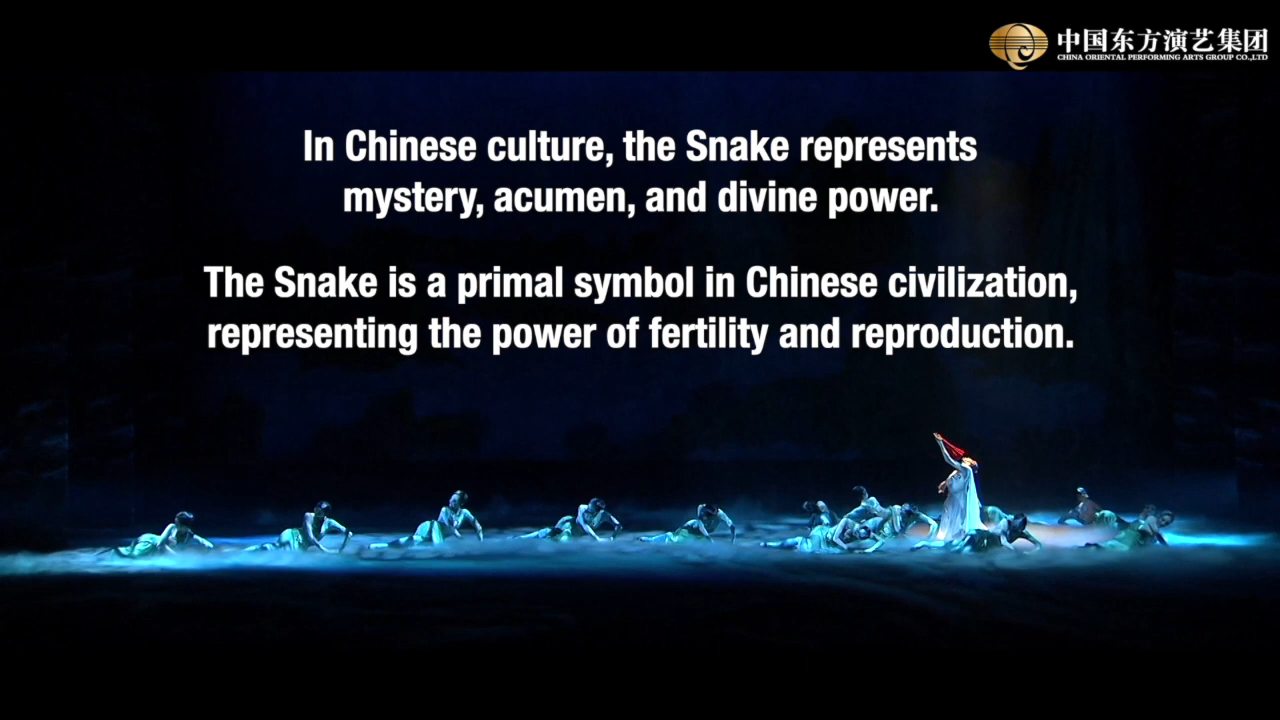 中国东方演艺集团
CHINA ORIENTAL PERFORMING ARTS GROUP CO.,LTD
In Chinese culture, the Snake represents
mystery, acumen, and divine power.
The Snake is a primal symbol in Chinese civilization,
representing the power of fertility and reproduction.